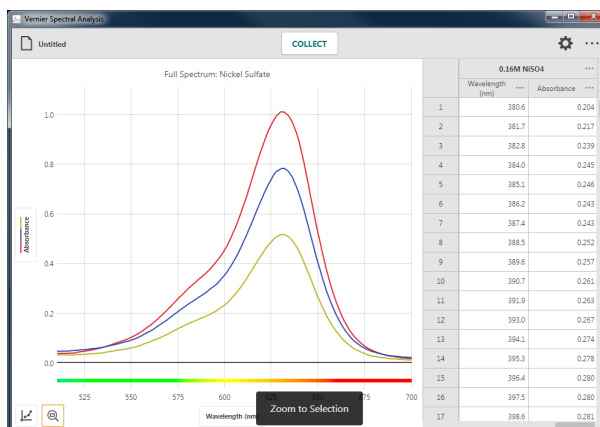 Vernier Spectral Analysis
Untitled
COLLECT
Full Spectrum: Nickel Sulfate
Absorbance
1.0
0.8
0.6
0.4
0.2
0.0
525 550 575 600 625 650 675 700
Wavelength (nm
Zoom to Selection
0.16M NiSO4
Wavelength (nm) Absorbance
1 380.6 0.204
2 381.7 0.217
3 382.8 0.239
4 384.0 0.245
5 385.1 0.246
6 386.2 0.243
7 387.4 0.243
8 388.5 0.252
9 389.6 0.257
10 390.7 0.261
11 391.9 0.263
12 393.0 0.267
13 394.1 0.274
14 395.3 0.278
15 396.4 0.280
16 397.5 0.280
17 398.6 0.281